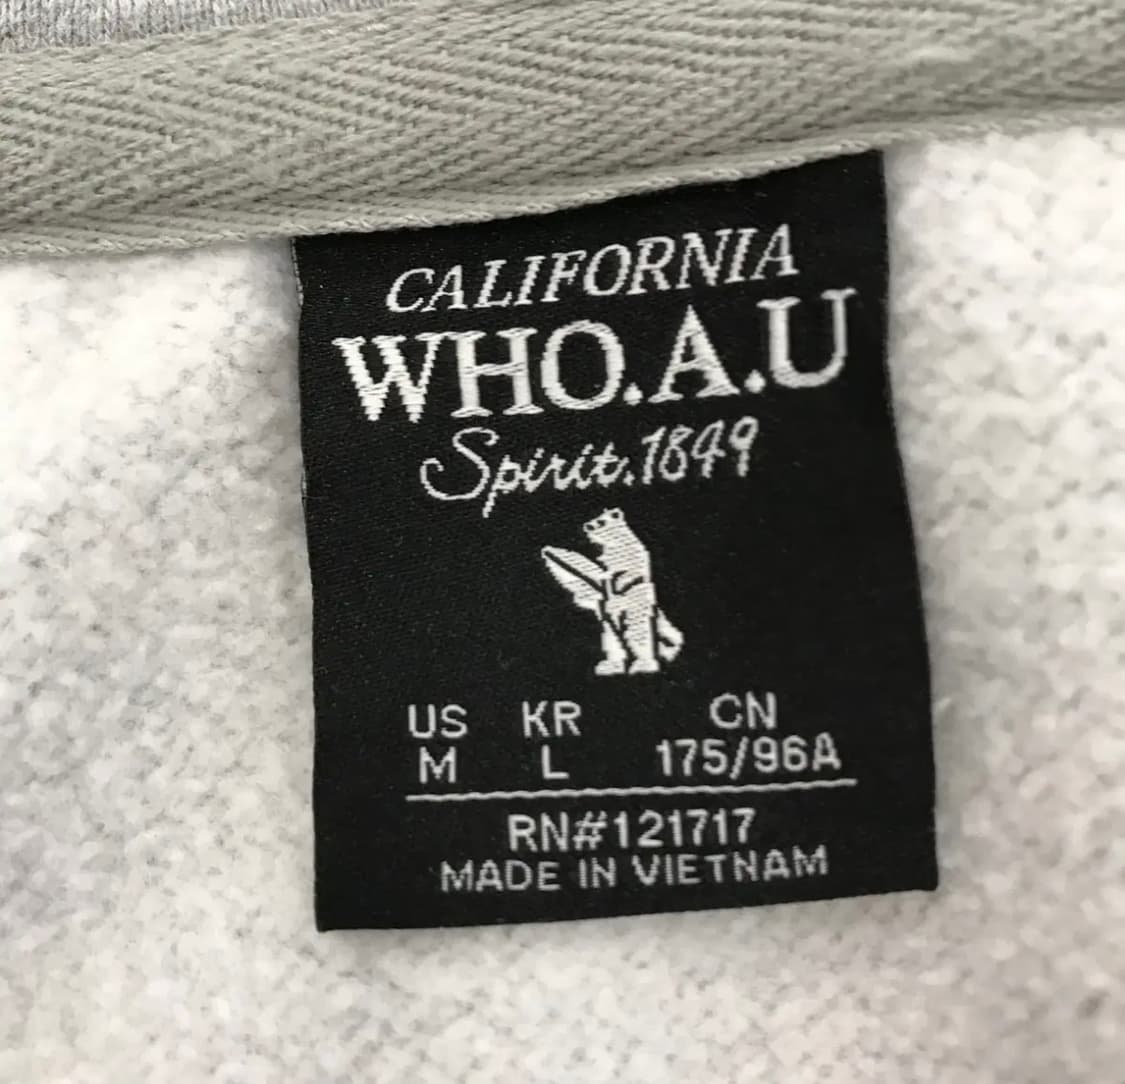 CALIFORNIA
WHO.A.U
Spirit.1849
US KR CN
M L 175/96A
RN#121717
MADE IN VIETNAM